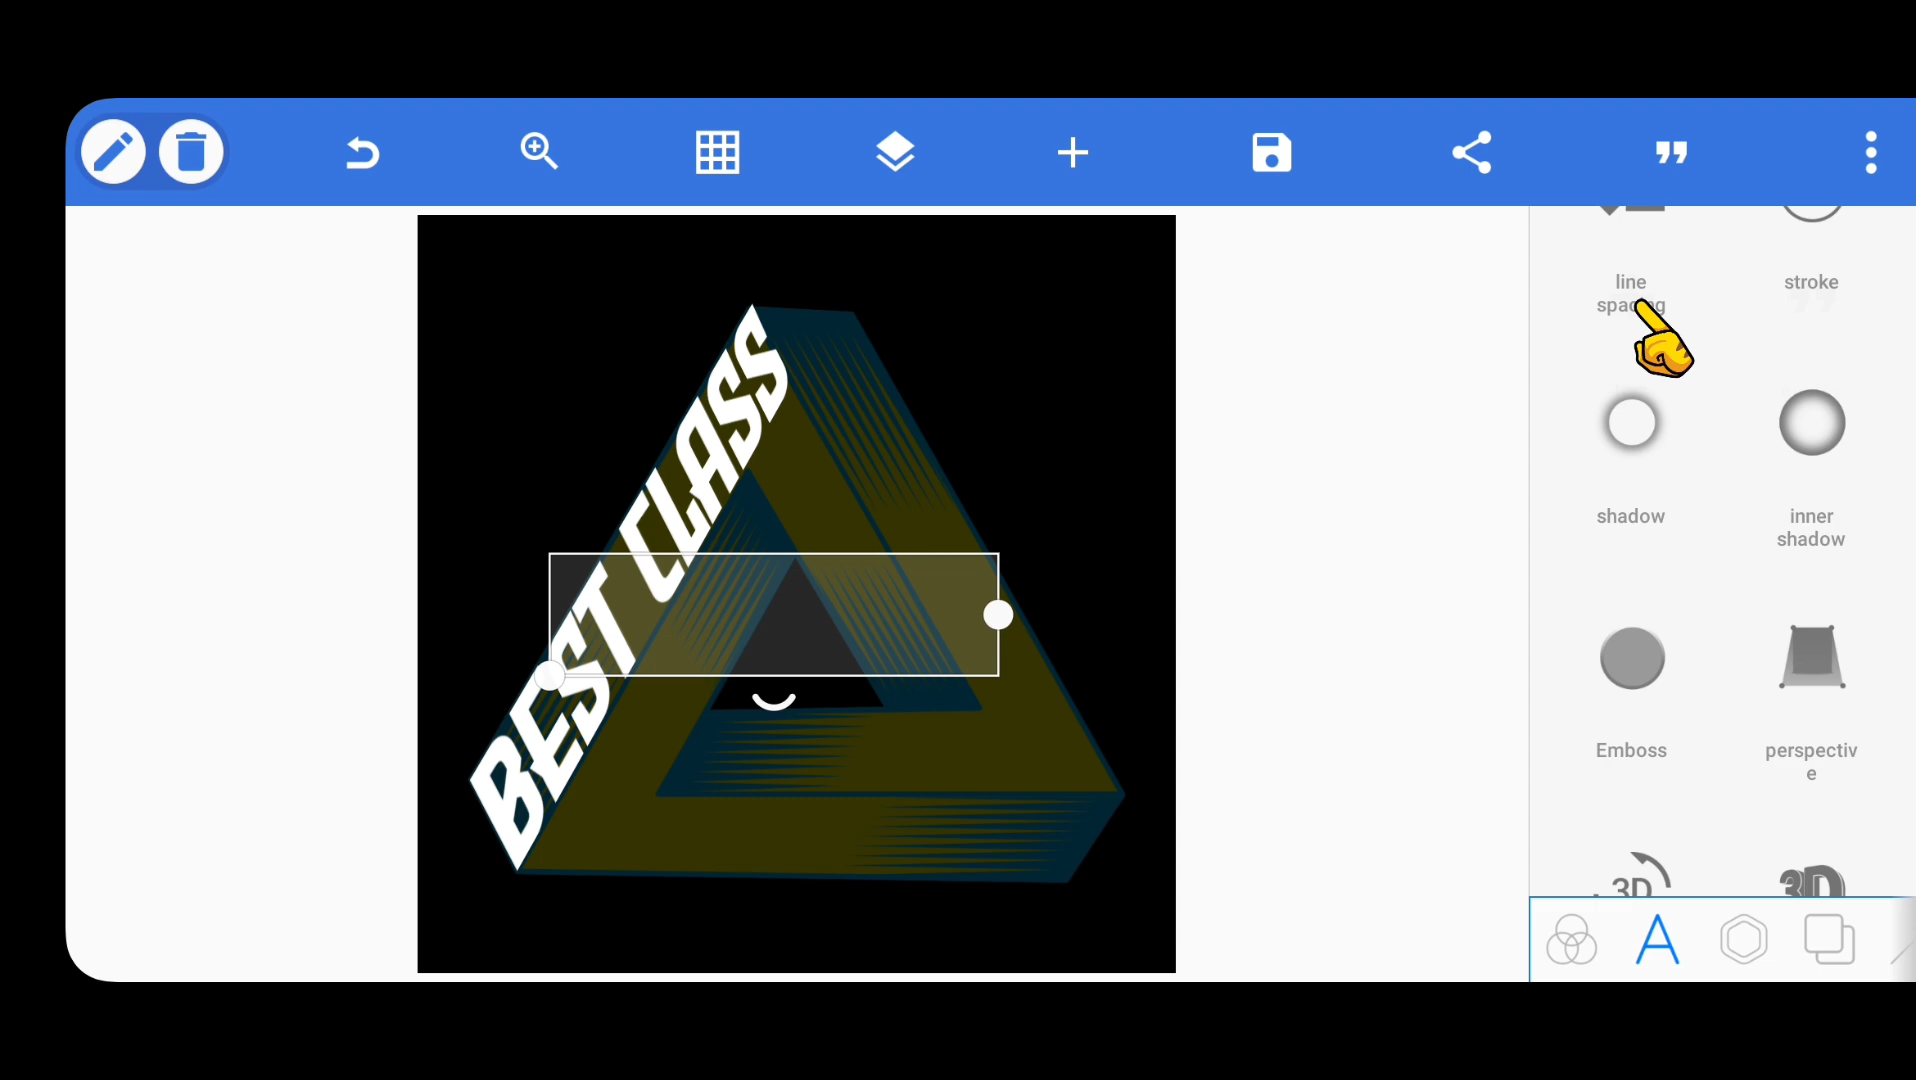 line
spacing
stroke
BEST CLASS
shadow
inner
shadow
Emboss
perspectiv
e
3D
3D
A